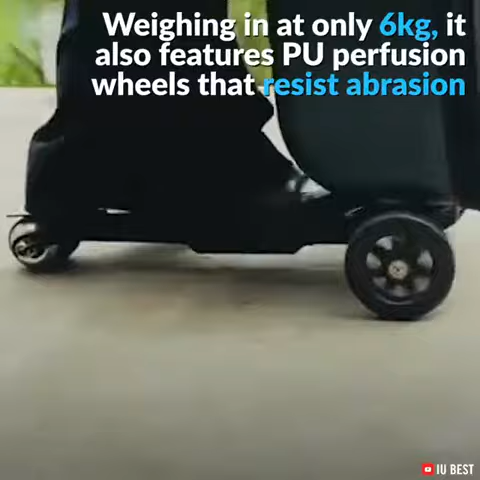 Weighing in at only 6kg, it
also features PU perfusion
wheels that resist abrasion
IU BEST